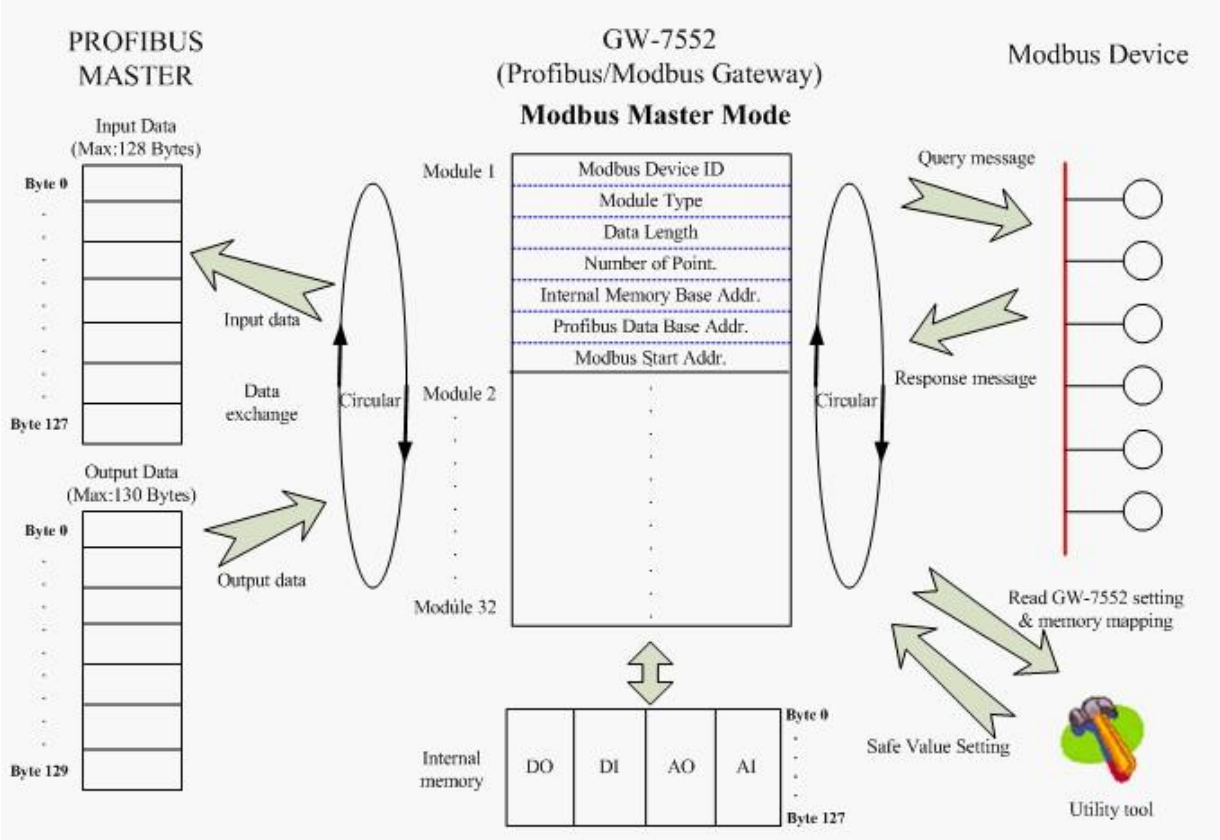 PROFIBUS
MASTER
GW-7552
(Profibus/Modbus Gateway)
Modbus Master Mode
Modbus Device
Input Data
(Max:128 Bytes)
Byte 0
Byte 127
Input data
Data
exchange
Output Data
(Max:130 Bytes)
Byte 0
Byte 129
Output data
Circular
Module 1
Modbus Device ID
Module Type
Data Length
Number of Point.
Internal Memory Base Addr.
Profibus Data Base Addr.
Modbus Start Addr.
Module 2
Module 32
Circular
Query message
Response message
Read GW-7552 setting
& memory mapping
Safe Value Setting
Utility tool
Internal
memory
DO
DI
AO
AI
Byte 0
Byte 127